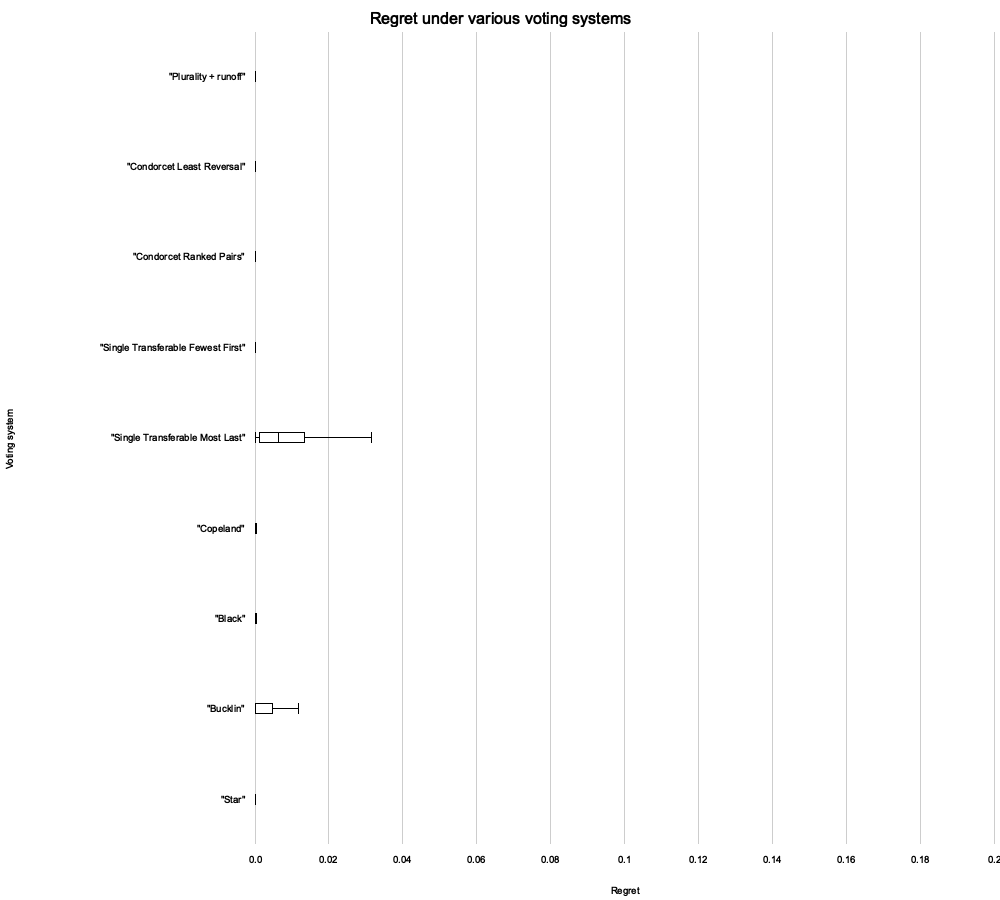 Regret under various voting systems
"Plurality + runoff"
"Condorcet Least Reversal"
"Condorcet Ranked Pairs"
"Single Transferable Fewest First"
"Single Transferable Most Last"
Voting system
"Copeland"
"Black"
"Bucklin"
"Star"
0.0 0.02 0.04 0.06 0.08 0.1 0.12 0.14 0.16 0.18 0.2
Regret